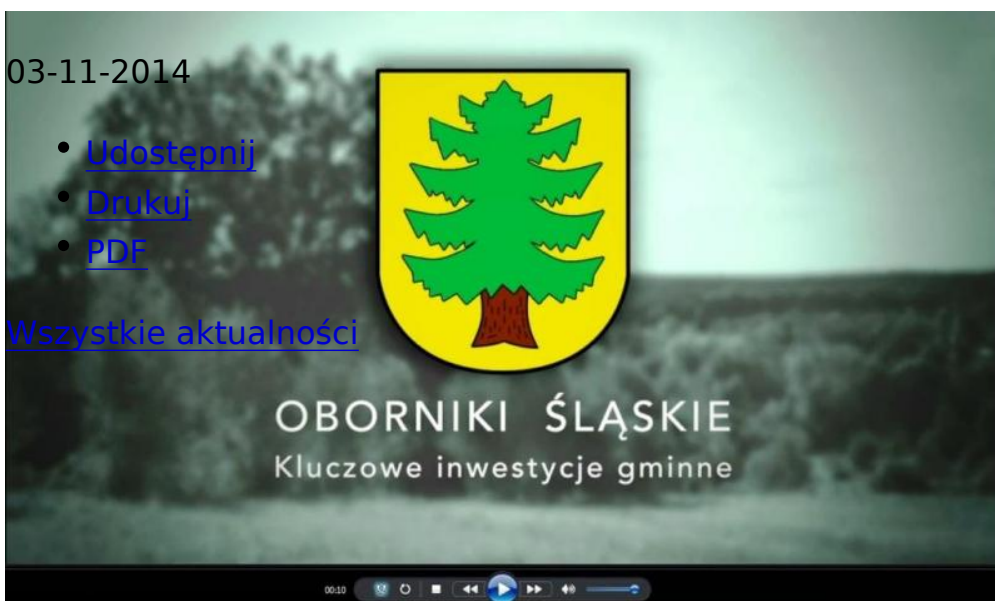 03-11-2014
Udostępnij
Drukuj
PDF
Wszystkie aktualności
OBORNIKI ŚLĄSKIE
Kluczowe inwestycje gminne
00:10